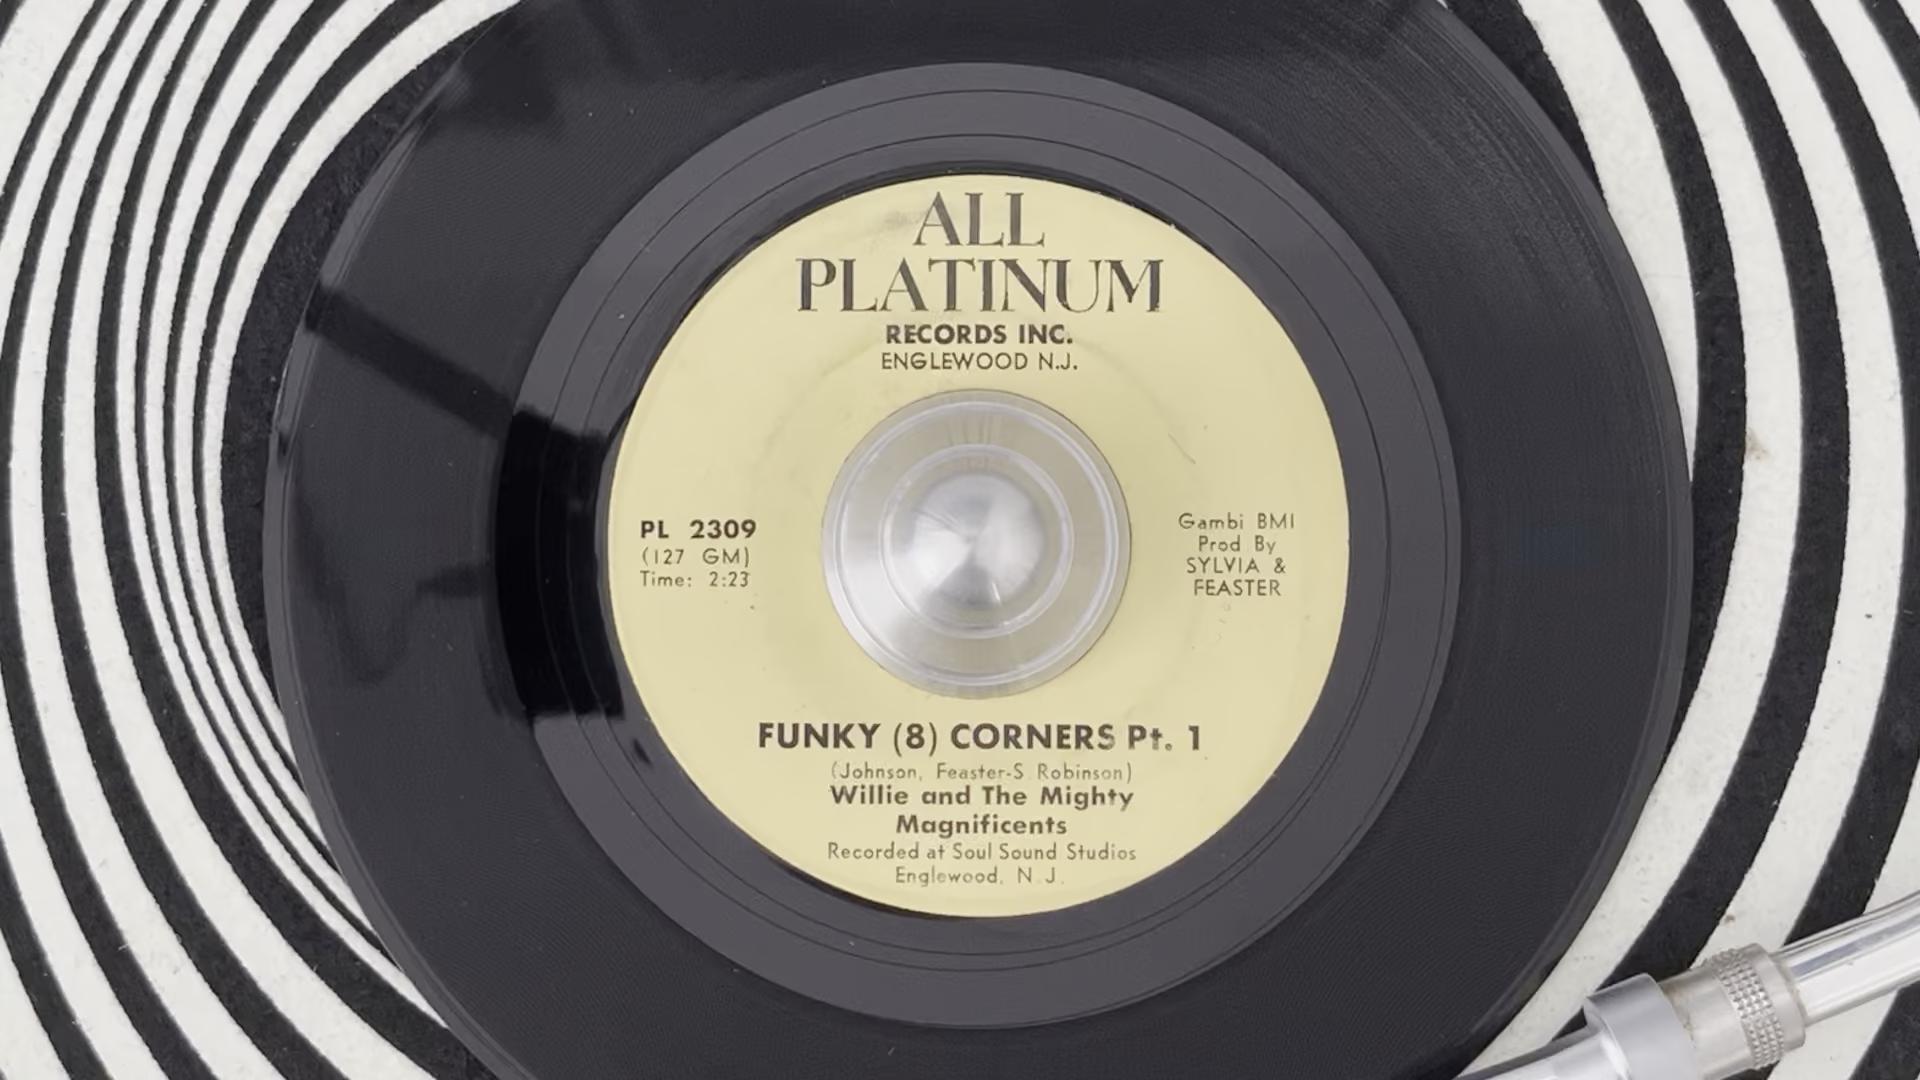 ALL
PLATINUM
RECORDS INC.
ENGLEWOOD N.J.
PL 2309
(127 GM)
Time: 2:23
Gambi BMI
Prod By
SYLVIA &
FEASTER
FUNKY (8) CORNERS Pt. 1
(Johnson, Feaster-S. Robinson)
Willie and The Mighty
Magnificents
Recorded at Soul Sound Studios
Englewood, N.J.